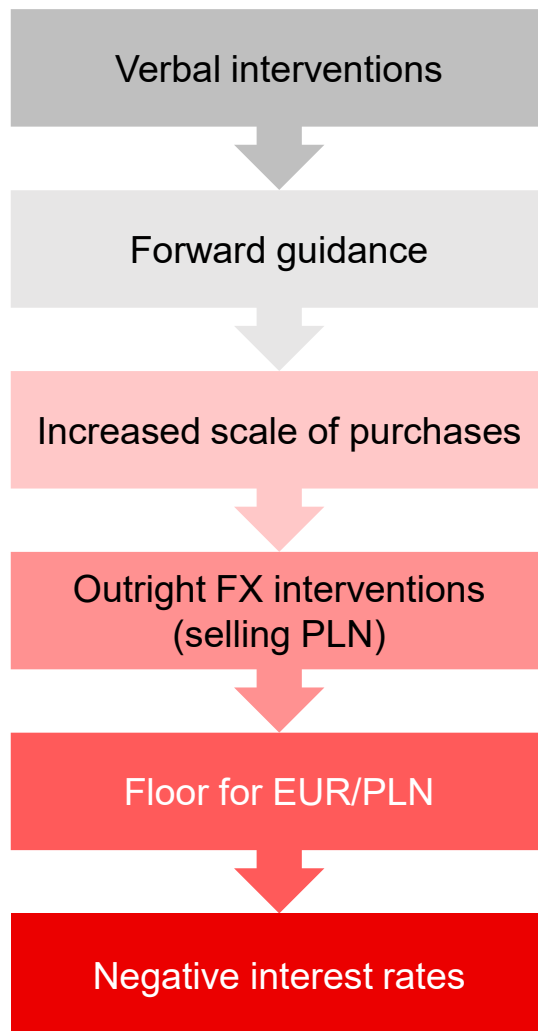 Verbal interventions
Forward guidance
Increased scale of purchases
Outright FX interventions
(selling PLN)
Floor for EUR/PLN
Negative interest rates